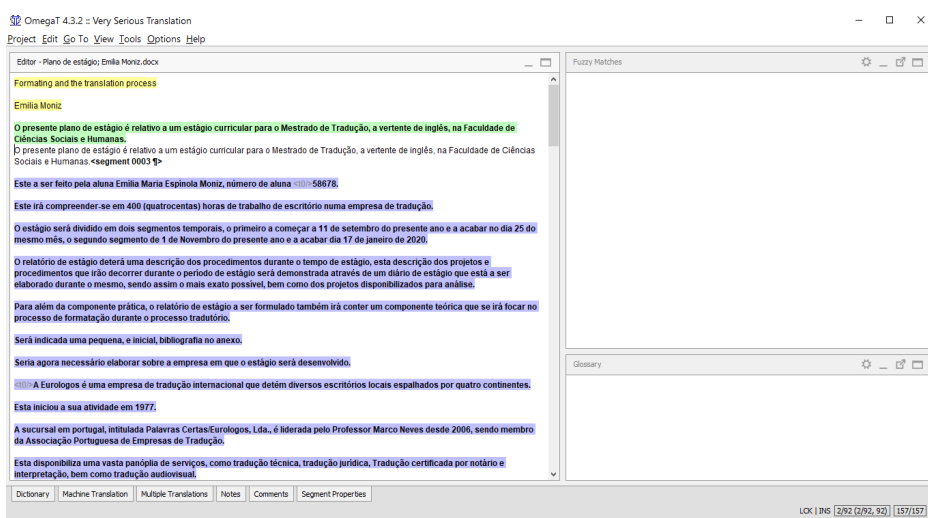 OmegaT 4.3.2 :: Very Serious Translation
Project Edit Go To View Tools Options Help
Editor - Plano de estágio; Emília Moniz.docx
Fuzzy Matches
Formating and the translation process
Emilia Moniz
O presente plano de estágio é relativo a um estágio curricular para o Mestrado de Tradução, a vertente de inglês, na Faculdade de
Ciências Sociais e Humanas.
O presente plano de estágio é relativo a um estágio curricular para o Mestrado de Tradução, a vertente de inglês, na Faculdade de Ciências
Sociais e Humanas.<segment 0003 ¶>
Este a ser feito pela aluna Emília Maria Espínola Moniz, número de aluna <t0/>58678.
Este irá compreender-se em 400 (quatrocentas) horas de trabalho de escritório numa empresa de tradução.
O estágio será dividido em dois segmentos temporais, o primeiro a começar a 11 de setembro do presente ano e a acabar no dia 25 do
mesmo mês, o segundo segmento de 1 de Novembro do presente ano e a acabar dia 17 de janeiro de 2020.
O relatório de estágio deterá uma descrição dos procedimentos durante o tempo de estágio, esta descrição dos projetos e
procedimentos que irão decorrer durante o período de estágio será demonstrada através de um diário de estágio que está a ser
elaborado durante o mesmo, sendo assim o mais exato possível, bem como dos projetos disponibilizados para análise.
Para além da componente prática, o relatório de estágio a ser formulado também irá conter um componente teórica que se irá focar no
processo de formatação durante o processo tradutório.
Será indicada uma pequena, e inicial, bibliografia no anexo.
Seria agora necessário elaborar sobre a empresa em que o estágio será desenvolvido.
<t0/>A Eurologos é uma empresa de tradução internacional que detém diversos escritórios locais espalhados por quatro continentes.
Esta iniciou a sua atividade em 1977.
A sucursal em portugal, intitulada Palavras Certas/Eurologos, Lda., é liderada pelo Professor Marco Neves desde 2006, sendo membro
da Associação Portuguesa de Empresas de Tradução.
Esta disponibiliza uma vasta panóplia de serviços, como tradução técnica, tradução jurídica, Tradução certificada por notário e
interpretação, bem como tradução audiovisual.
Glossary
Dictionary Machine Translation Multiple Translations Notes Comments Segment Properties
LCK | INS 2/92 (2/92, 92) 157/157